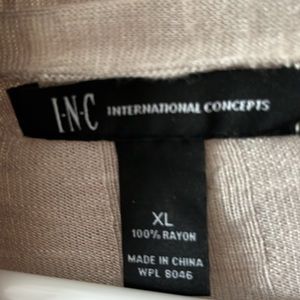 I·N·C INTERNATIONAL CONCEPTS
XL
100% RAYON
MADE IN CHINA
WPL 8046